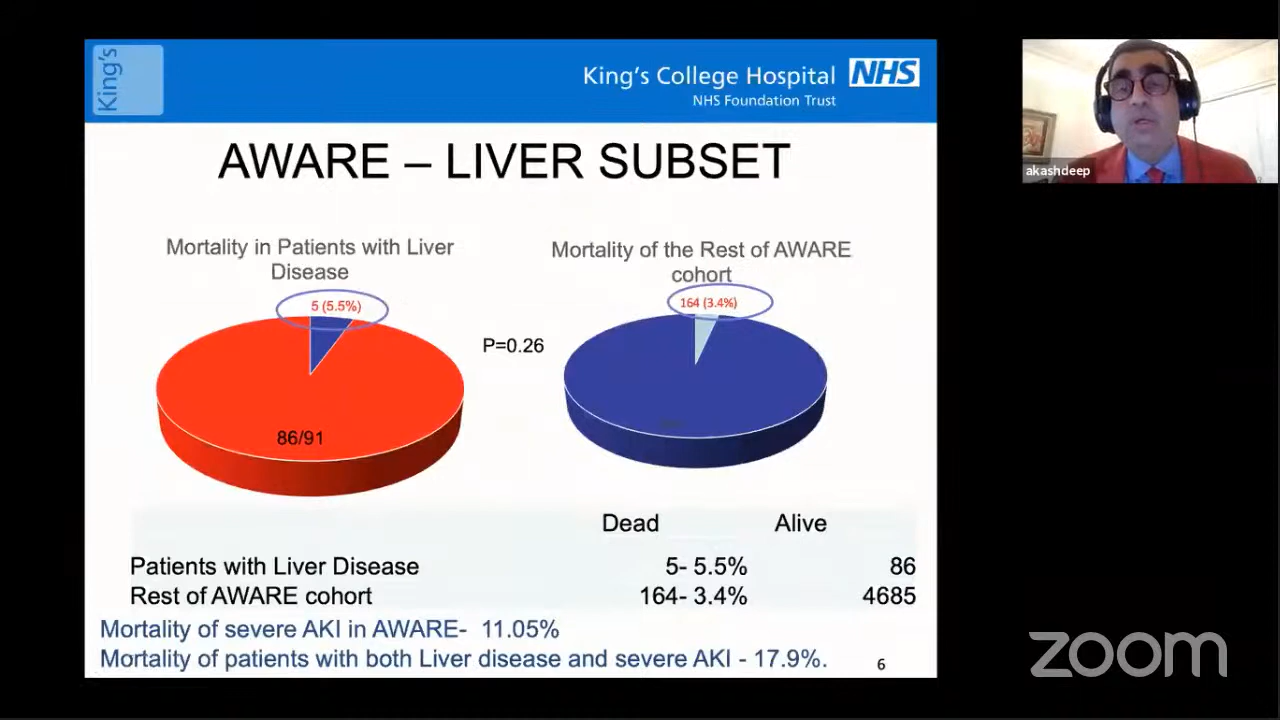 King's
King's College Hospital NHS
NHS Foundation Trust
akashdeep
AWARE – LIVER SUBSET
Mortality in Patients with Liver
Disease
5 (5.5%)
86/91
P=0.26
Mortality of the Rest of AWARE
cohort
164 (3.4%)
Dead Alive
Patients with Liver Disease 5- 5.5% 86
Rest of AWARE cohort 164- 3.4% 4685
Mortality of severe AKI in AWARE- 11.05%
Mortality of patients with both Liver disease and severe AKI - 17.9%.
6
zoom